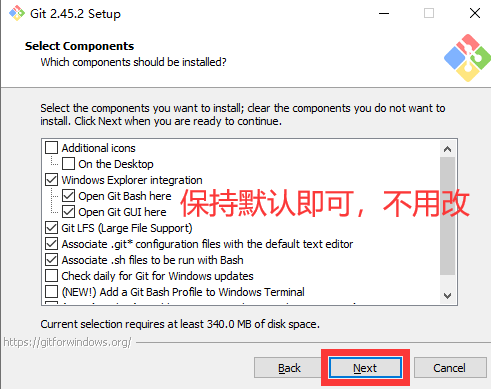 Git 2.45.2 Setup
Select Components
Which components should be installed?
Select the components you want to install; clear the components you do not want to
install. Click Next when you are ready to continue.
Additional icons
On the Desktop
Windows Explorer integration
Open Git Bash here
Open Git GUI here
保持默认即可，不用改
Git LFS (Large File Support)
Associate .git* configuration files with the default text editor
Associate .sh files to be run with Bash
Check daily for Git for Windows updates
(NEW!) Add a Git Bash Profile to Windows Terminal
Current selection requires at least 340.0 MB of disk space.
https://gitforwindows.org/
Back
Next
Cancel